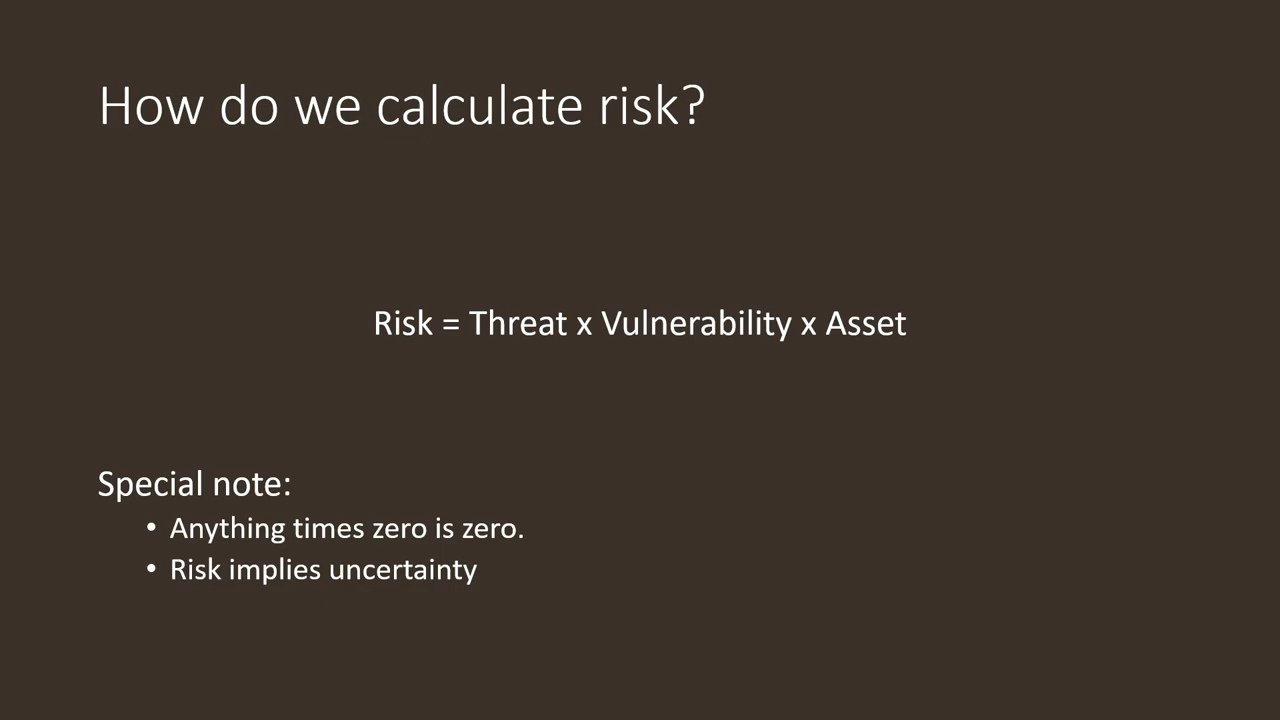 How do we calculate risk?
Risk = Threat x Vulnerability x Asset
Special note:
• Anything times zero is zero.
• Risk implies uncertainty